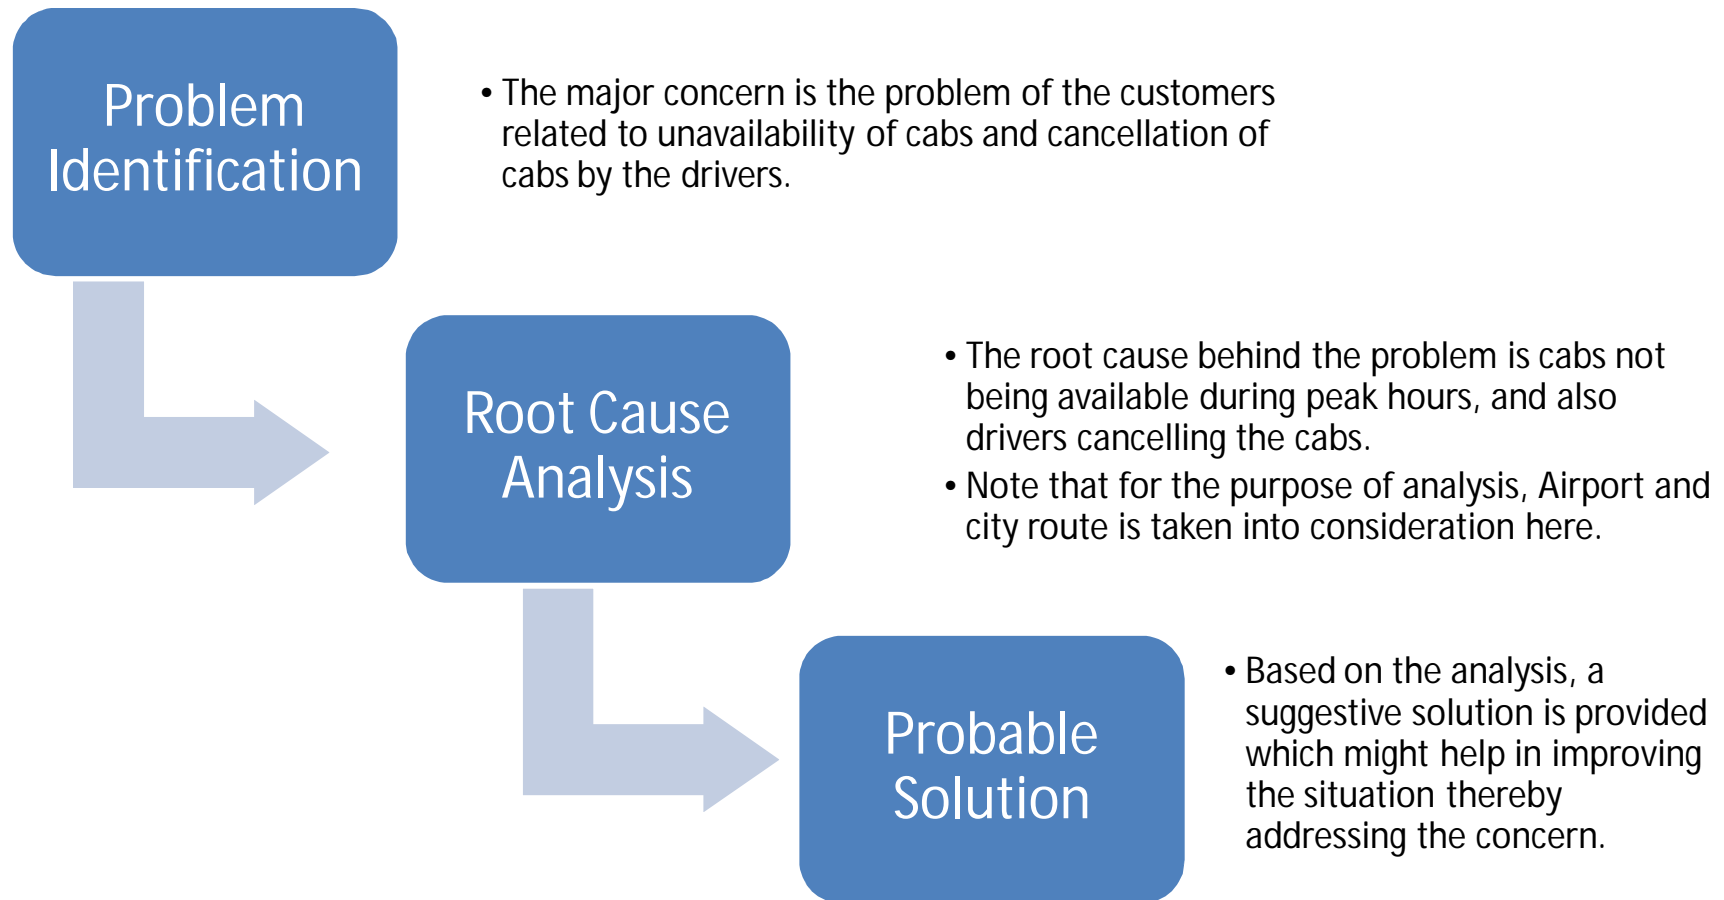 Problem
Identification
• The major concern is the problem of the customers
related to unavailability of cabs and cancellation of
cabs by the drivers.
Root Cause
Analysis
• The root cause behind the problem is cabs not
being available during peak hours, and also
drivers cancelling the cabs.
• Note that for the purpose of analysis, Airport and
city route is taken into consideration here.
Probable
Solution
• Based on the analysis, a
suggestive solution is provided
which might help in improving
the situation thereby
addressing the concern.